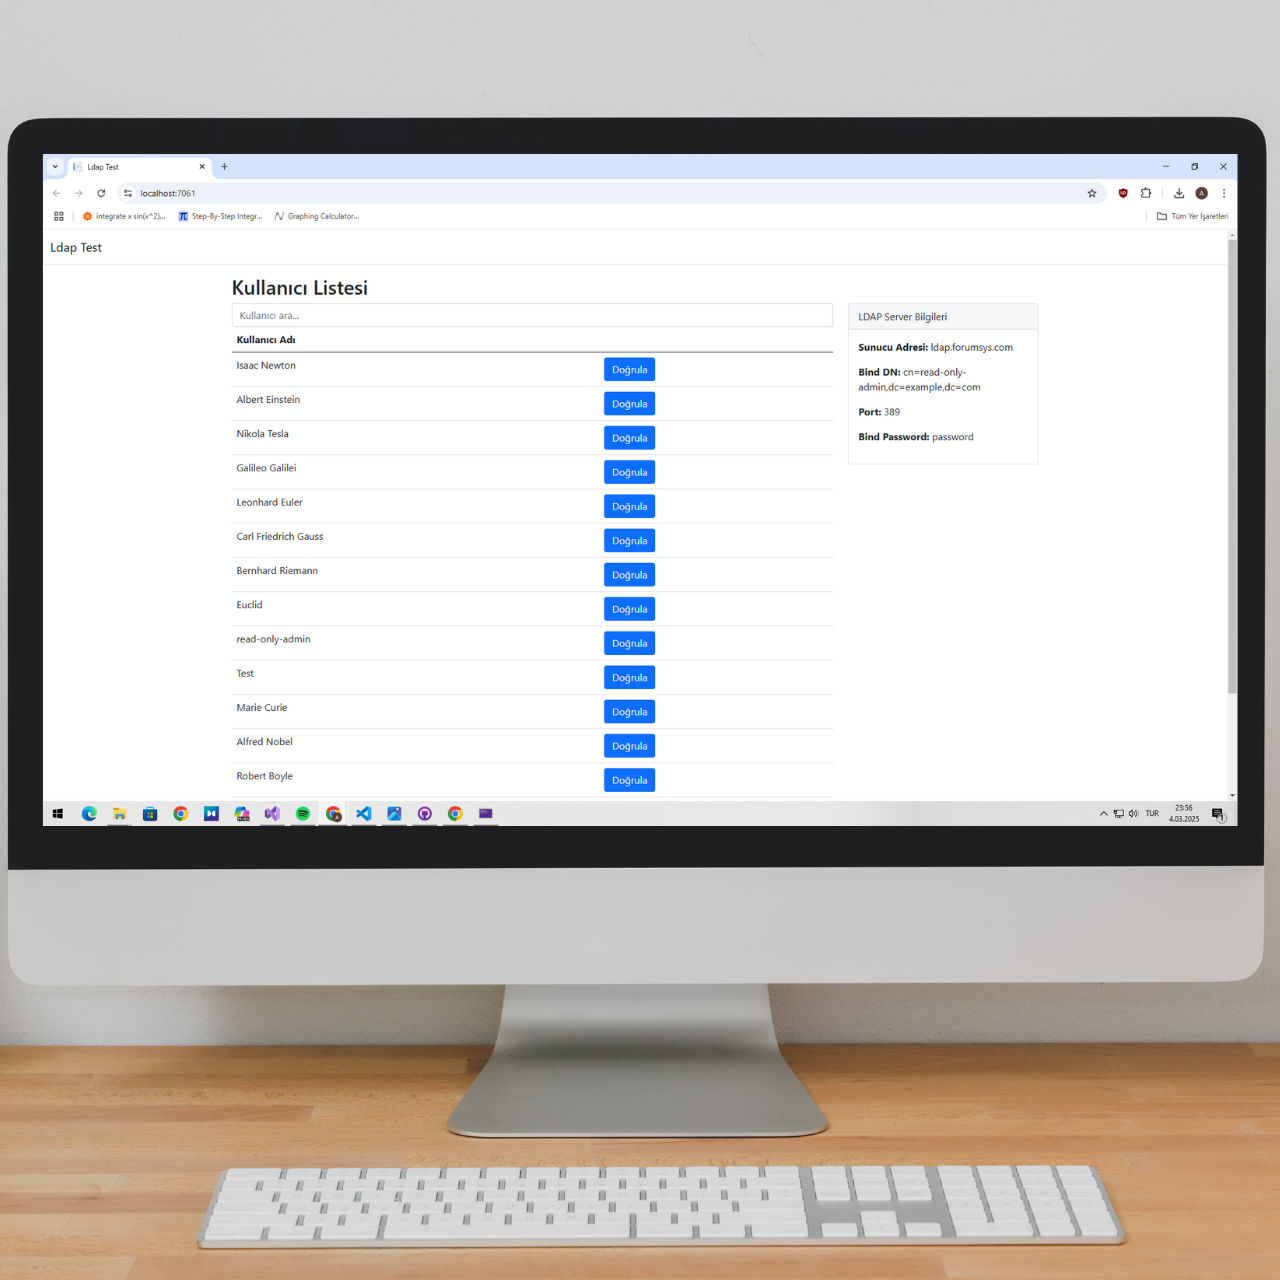 Ldap Test
localhost:7061
integrate x sin(x^2)...
Step-By-Step Integr...
Graphing Calculator...
Tüm Yer İşaretleri
Ldap Test
Kullanıcı Listesi
Kullanıcı ara...
Kullanıcı Adı
Isaac Newton Doğrula
Albert Einstein Doğrula
Nikola Tesla Doğrula
Galileo Galilei Doğrula
Leonhard Euler Doğrula
Carl Friedrich Gauss Doğrula
Bernhard Riemann Doğrula
Euclid Doğrula
read-only-admin Doğrula
Test Doğrula
Marie Curie Doğrula
Alfred Nobel Doğrula
Robert Boyle Doğrula
LDAP Server Bilgileri
Sunucu Adresi: ldap.forumsys.com
Bind DN: cn=read-only-
admin,dc=example,dc=com
Port: 389
Bind Password: password
TUR
23:56
4.03.2025
1